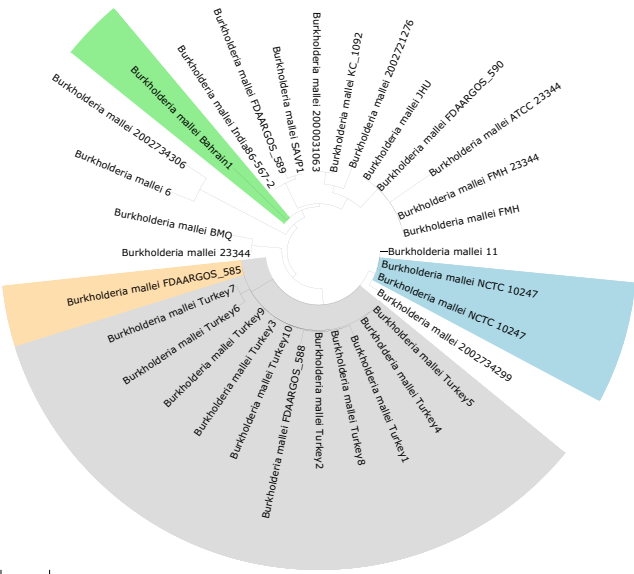 Burkholderia mallei FDAARGOS_585
Burkholderia mallei 23344
Burkholderia mallei BMQ
Burkholderia mallei 6
Burkholderia mallei 2002734306
Burkholderia mallei Bahrain1
Burkholderia mallei India86-567-2
Burkholderia mallei FDAARGOS_589
Burkholderia mallei SAVP1
Burkholderia mallei 2000031063
Burkholderia mallei KC_1092
Burkholderia mallei 2002721276
Burkholderia mallei JHU
Burkholderia mallei FDAARGOS_590
Burkholderia mallei ATCC 23344
Burkholderia mallei FMH 23344
Burkholderia mallei FMH
Burkholderia mallei 11
Burkholderia mallei NCTC 10247
Burkholderia mallei NCTC 10247
Burkholderia mallei 2002734299
Burkholderia mallei Turkey5
Burkholderia mallei Turkey4
Burkholderia mallei Turkey1
Burkholderia mallei Turkey8
Burkholderia mallei Turkey2
Burkholderia mallei FDAARGOS_588
Burkholderia mallei Turkey10
Burkholderia mallei Turkey3
Burkholderia mallei Turkey9
Burkholderia mallei Turkey6
Burkholderia mallei Turkey7